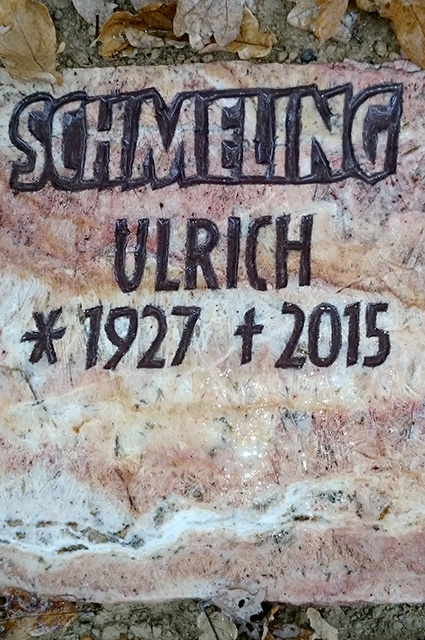 SCHMELING
ULRICH
* 1927 † 2015